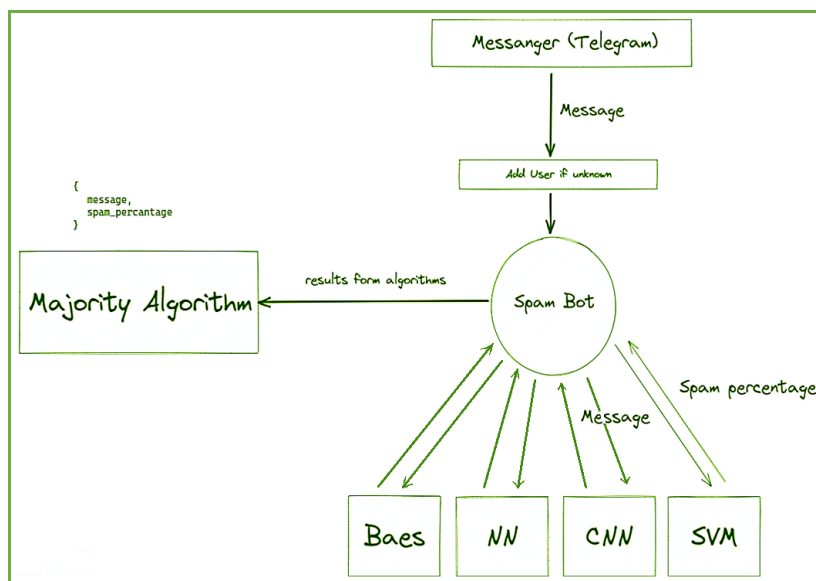 Messanger (Telegram)
Message
Add User if unknown
{
message,
spam_percantage
}
Majority Algorithm
results form algorithms
Spam Bot
Spam percentage
Message
Baes
NN
CNN
SVM